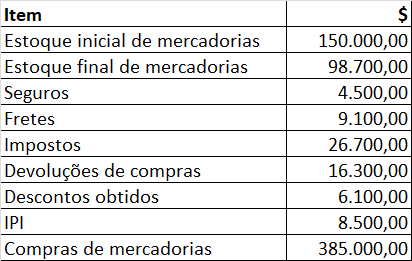 Item $
Estoque inicial de mercadorias 150.000,00
Estoque final de mercadorias 98.700,00
Seguros 4.500,00
Fretes 9.100,00
Impostos 26.700,00
Devoluções de compras 16.300,00
Descontos obtidos 6.100,00
IPI 8.500,00
Compras de mercadorias 385.000,00